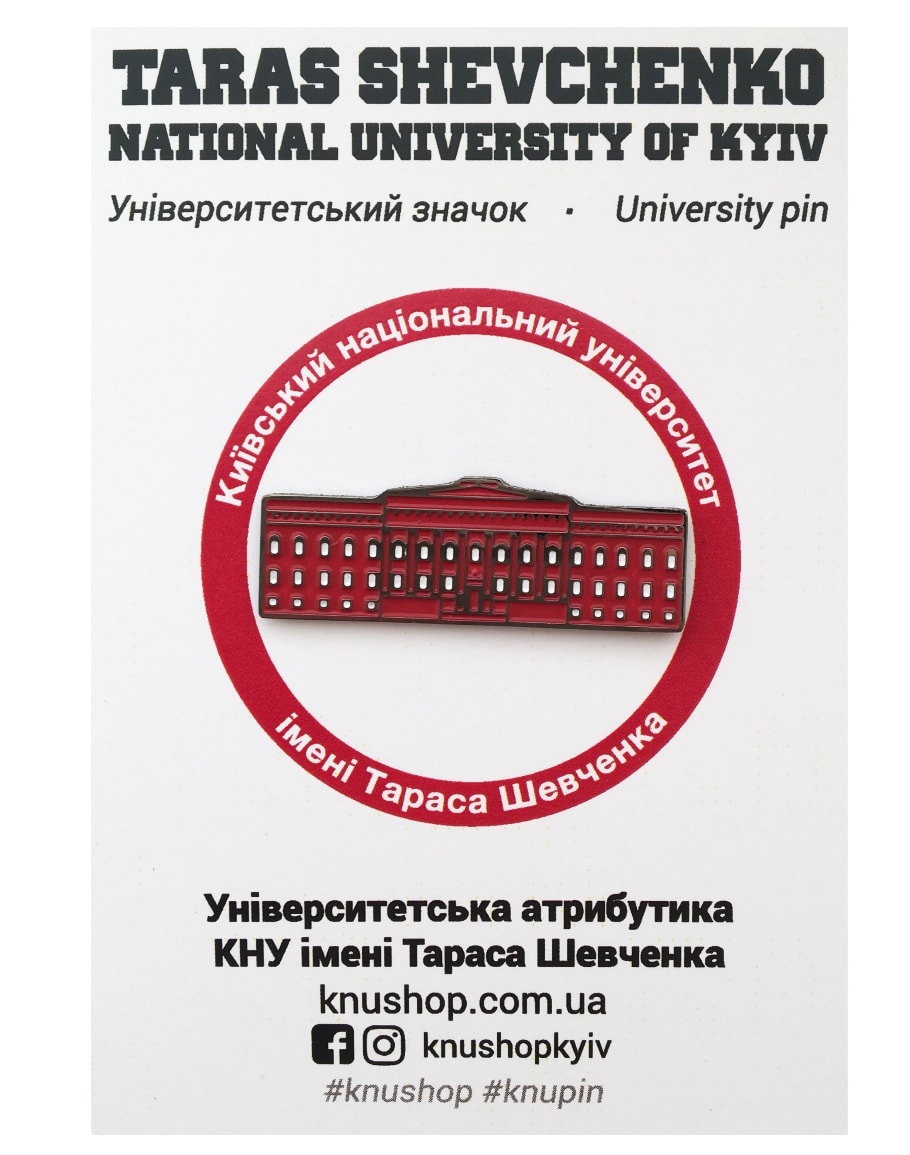 TARAS SHEVCHENKO
NATIONAL UNIVERSITY OF KYIV
Університетський значок · University pin
Київський національний університет
імені Тараса Шевченка
Університетська атрибутика
КНУ імені Тараса Шевченка
knushop.com.ua
knushopkyiv
#knushop #knupin